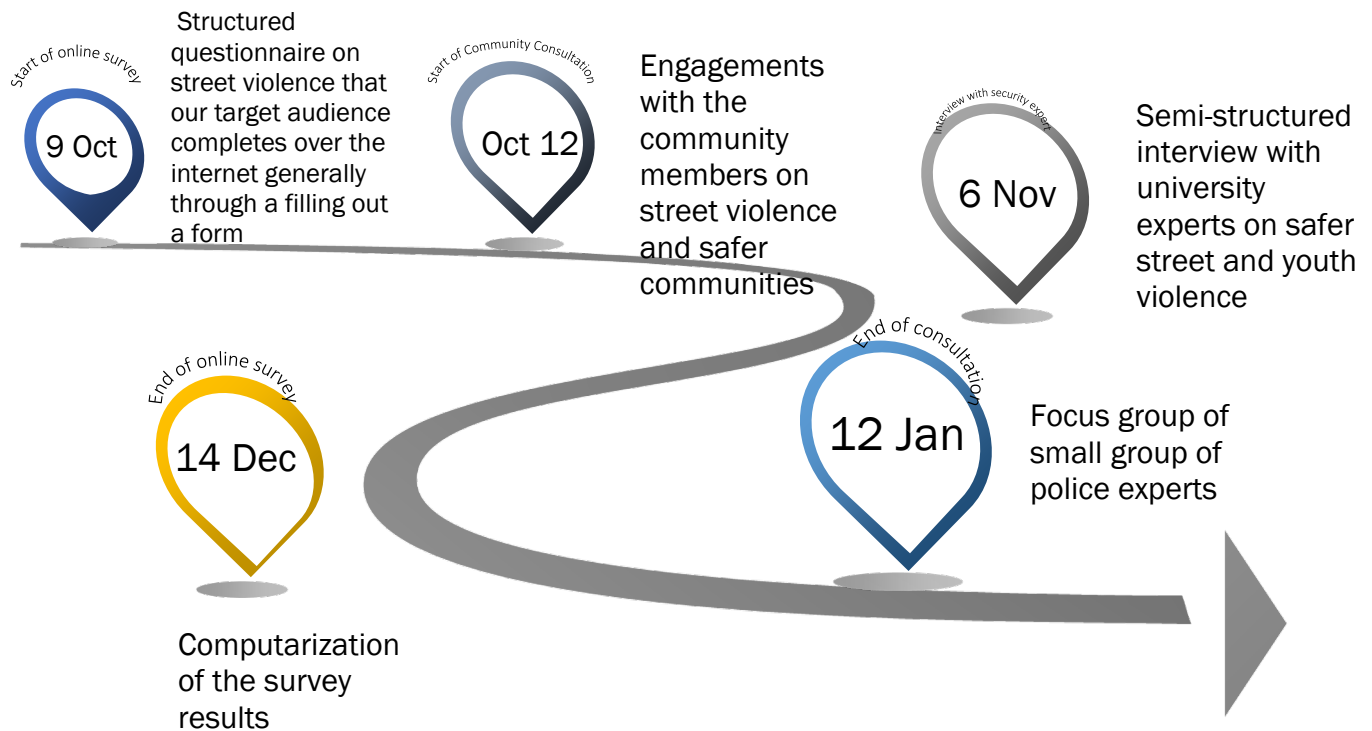 Start of online survey
9 Oct
Structured
questionnaire on
street violence that
our target audience
completes over the
internet generally
through a filling out
a form
Start of Community Consultation
Oct 12
Engagements
with the
community
members on
street violence
and safer
communities
Interview with security expert
6 Nov
Semi-structured
interview with
university
experts on safer
street and youth
violence
End of online survey
14 Dec
Computarization
of the survey
results
End of consultation
12 Jan
Focus group of
small group of
police experts